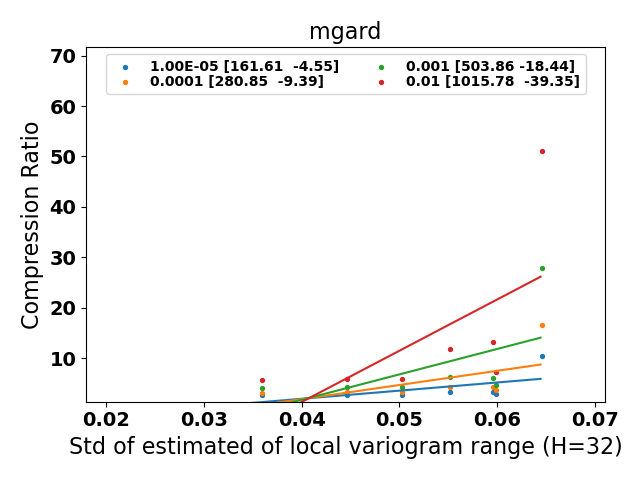 mgard
1.00E-05 [161.61  -4.55]
0.0001 [280.85  -9.39]
0.001 [503.86 -18.44]
0.01 [1015.78  -39.35]
Compression Ratio
70
60
50
40
30
20
10
0.02 0.03 0.04 0.05 0.06 0.07
Std of estimated of local variogram range (H=32)